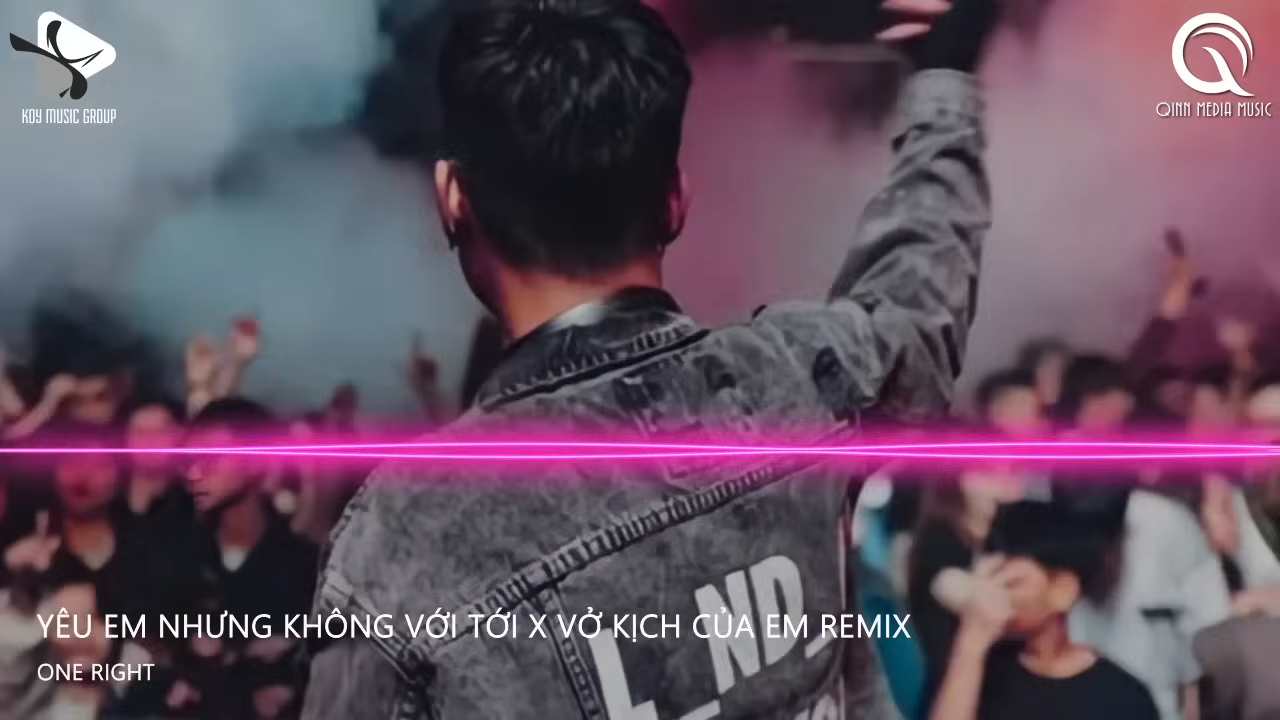 KOY MUSIC GROUP
QINN MEDIA MUSIC
L_ND_
YÊU EM NHƯNG KHÔNG VỚI TỚI X VỞ KỊCH CỦA EM REMIX
ONE RIGHT